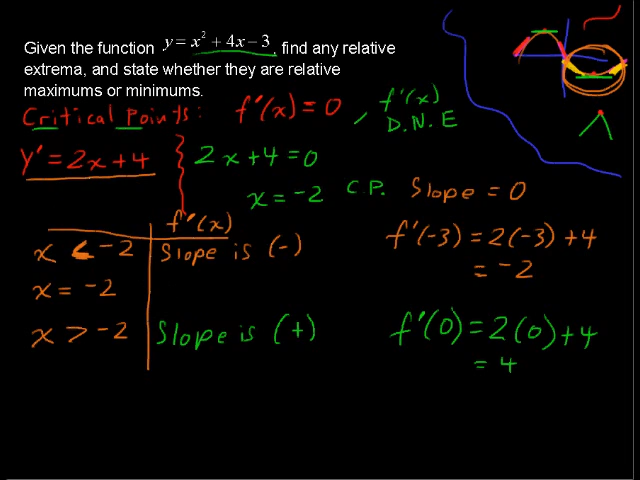 Given the function y = x² + 4x − 3, find any relative
extrema, and state whether they are relative
maximums or minimums.
Critical Points: f'(x) = 0, f'(x) D.N.E
y' = 2x + 4
2x + 4 = 0
x = -2 C.P. Slope = 0
f'(x)
x < -2 Slope is (-)
f'(-3) = 2(-3) + 4
= -2
x = -2
x > -2 Slope is (+)
f'(0) = 2(0) + 4
= 4